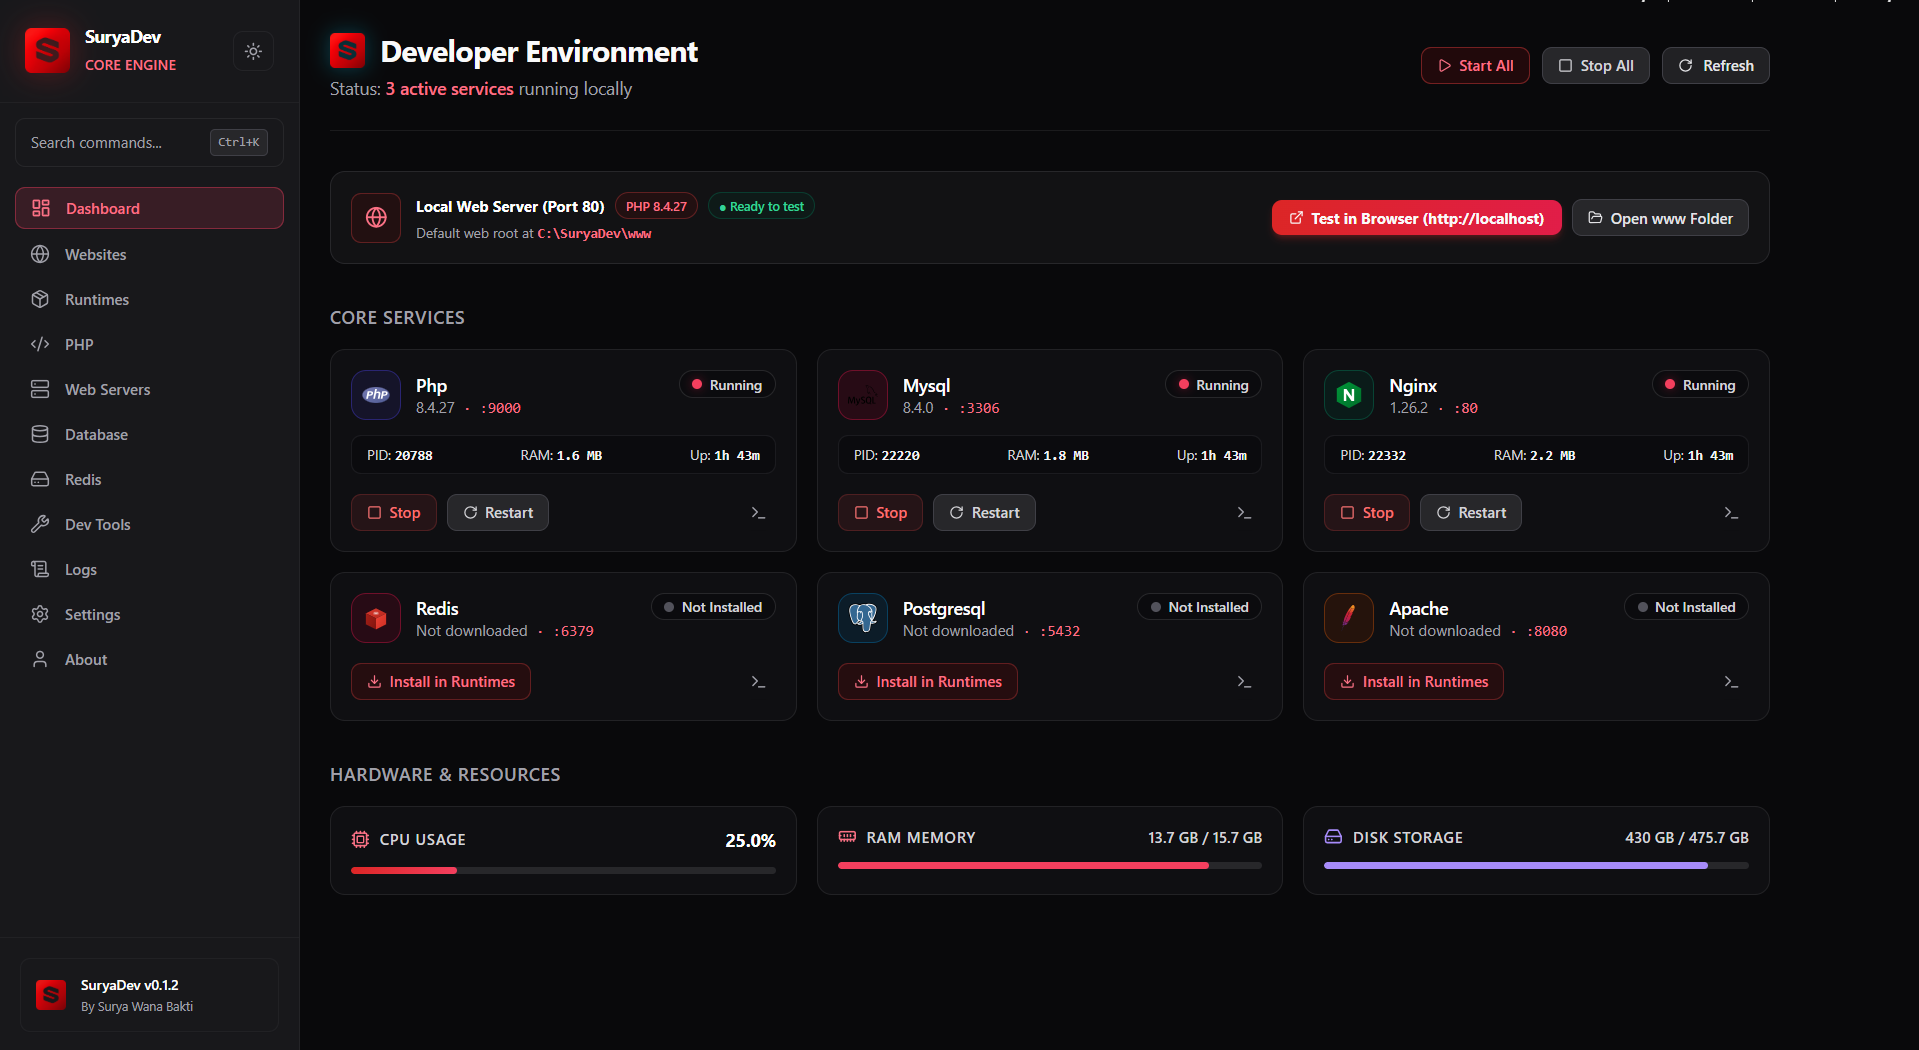 SuryaDev
CORE ENGINE
Search commands...
Ctrl+K
Dashboard
Websites
Runtimes
PHP
Web Servers
Database
Redis
Dev Tools
Logs
Settings
About
SuryaDev v0.1.2
By Surya Wana Bakti
Developer Environment
Status: 3 active services running locally
Start All
Stop All
Refresh
Local Web Server (Port 80)
PHP 8.4.27
Ready to test
Default web root at C:\SuryaDev\www
Test in Browser (http://localhost)
Open www Folder
CORE SERVICES
php
Php
Running
8.4.27 · :9000
PID: 20788
RAM: 1.6 MB
Up: 1h 43m
Stop
Restart
MySQL
Mysql
Running
8.4.0 · :3306
PID: 22220
RAM: 1.8 MB
Up: 1h 43m
Stop
Restart
N
Nginx
Running
1.26.2 · :80
PID: 22332
RAM: 2.2 MB
Up: 1h 43m
Stop
Restart
Redis
Not Installed
Not downloaded · :6379
Install in Runtimes
Postgresql
Not Installed
Not downloaded · :5432
Install in Runtimes
Apache
Not Installed
Not downloaded · :8080
Install in Runtimes
HARDWARE & RESOURCES
CPU USAGE
25.0%
RAM MEMORY
13.7 GB / 15.7 GB
DISK STORAGE
430 GB / 475.7 GB